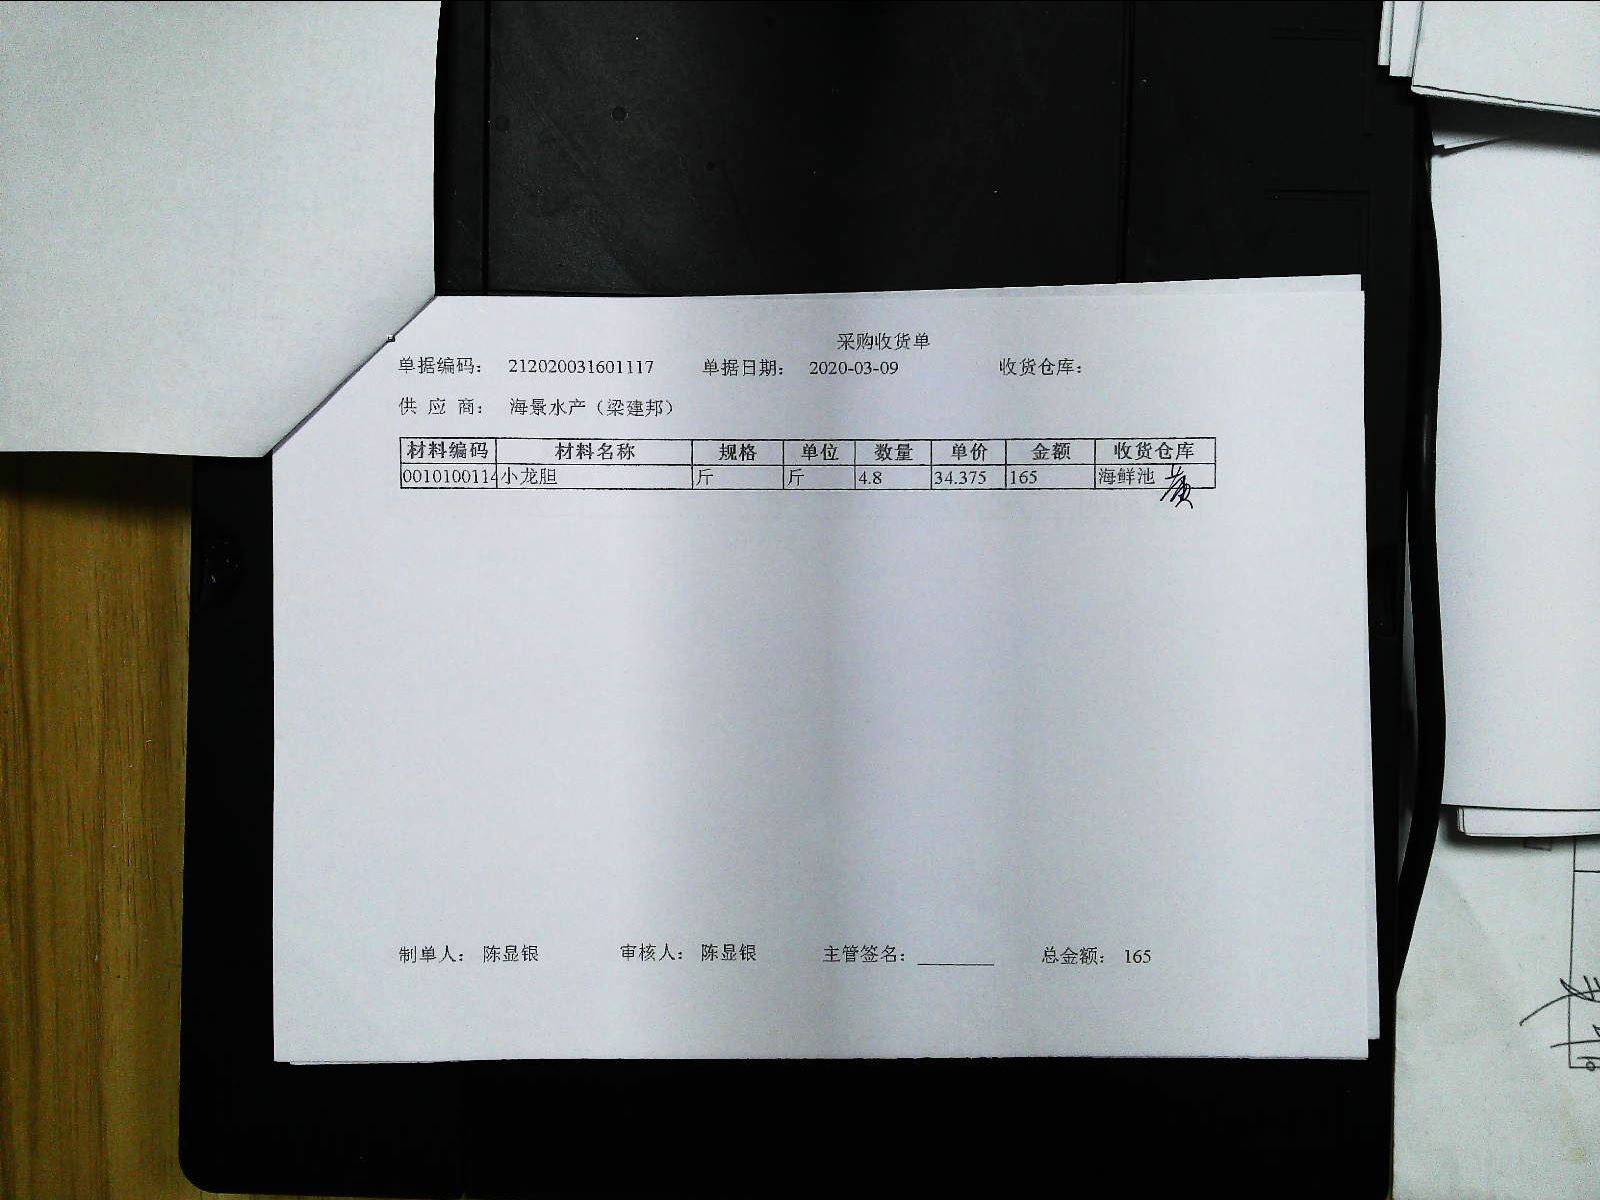 采购收货单
单据编码： 212020031601117 单据日期： 2020-03-09 收货仓库：
供 应 商： 海景水产（梁建邦）
材料编码 材料名称 规格 单位 数量 单价 金额 收货仓库
0010100114 小龙胆 斤 斤 4.8 34.375 165 海鲜池
制单人： 陈显银 审核人： 陈显银 主管签名： 总金额： 165